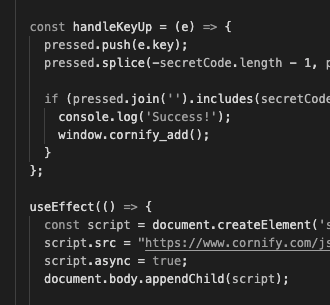 const handleKeyUp = (e) => {
pressed.push(e.key);
pressed.splice(-secretCode.length - 1, p
if (pressed.join('').includes(secretCode
console.log('Success!');
window.cornify_add();
}
};
useEffect(() => {
const script = document.createElement('s
script.src = "https://www.cornify.com/js
script.async = true;
document.body.appendChild(script);